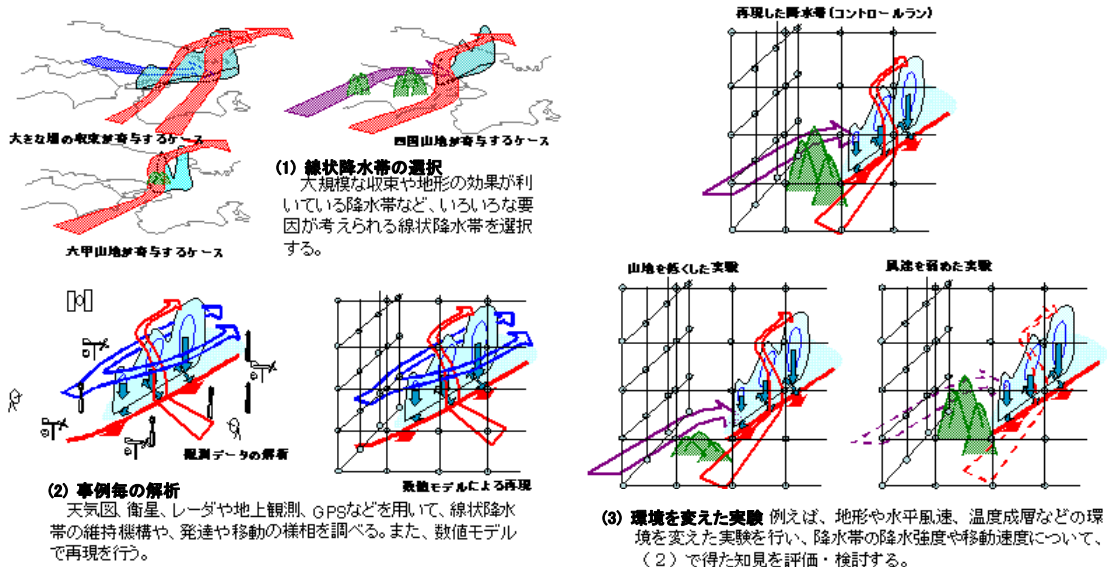 大きな場の収束が寄与するケース
四国山地が寄与するケース
六甲山地が寄与するケース
(1) 線状降水帯の選択
大規模な収束や地形の効果が利
いている降水帯など、いろいろな要
因が考えられる線状降水帯を選択
する。
観測データの解析
数値モデルによる再現
(2) 事例毎の解析
天気図、衛星、レーダや地上観測、GPSなどを用いて、線状降水
帯の維持機構や、発達や移動の様相を調べる。また、数値モデル
で再現を行う。
再現した降水帯(コントロールラン)
山地を低くした実験
風速を弱めた実験
(3) 環境を変えた実験 例えば、地形や水平風速、温度成層などの環
境を変えた実験を行い、降水帯の降水強度や移動速度について、
(2)で得た知見を評価・検討する。